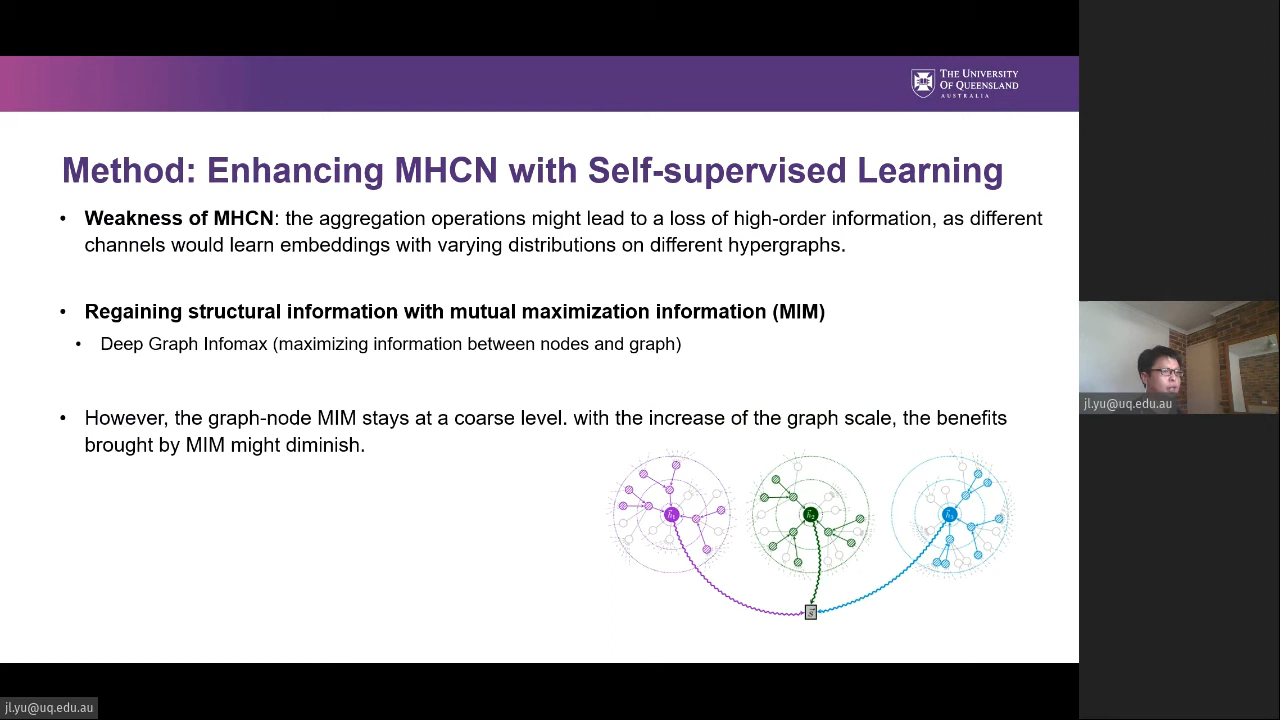 THE UNIVERSITY
OF QUEENSLAND
AUSTRALIA
Method: Enhancing MHCN with Self-supervised Learning
• Weakness of MHCN: the aggregation operations might lead to a loss of high-order information, as different
channels would learn embeddings with varying distributions on different hypergraphs.
• Regaining structural information with mutual maximization information (MIM)
• Deep Graph Infomax (maximizing information between nodes and graph)
• However, the graph-node MIM stays at a coarse level. with the increase of the graph scale, the benefits
brought by MIM might diminish.
jl.yu@uq.edu.au
jl.yu@uq.edu.au